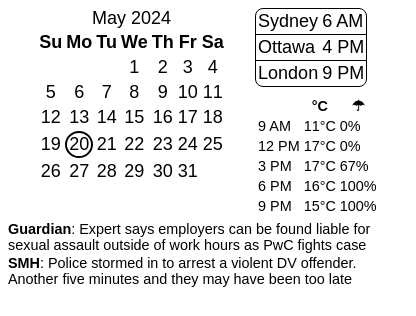 May 2024
Su Mo Tu We Th Fr Sa
1 2 3 4
5 6 7 8 9 10 11
12 13 14 15 16 17 18
19 20 21 22 23 24 25
26 27 28 29 30 31
Sydney 6 AM
Ottawa 4 PM
London 9 PM
°C ☂
9 AM 11°C 0%
12 PM 17°C 0%
3 PM 17°C 67%
6 PM 16°C 100%
9 PM 15°C 100%
Guardian: Expert says employers can be found liable for
sexual assault outside of work hours as PwC fights case
SMH: Police stormed in to arrest a violent DV offender.
Another five minutes and they may have been too late